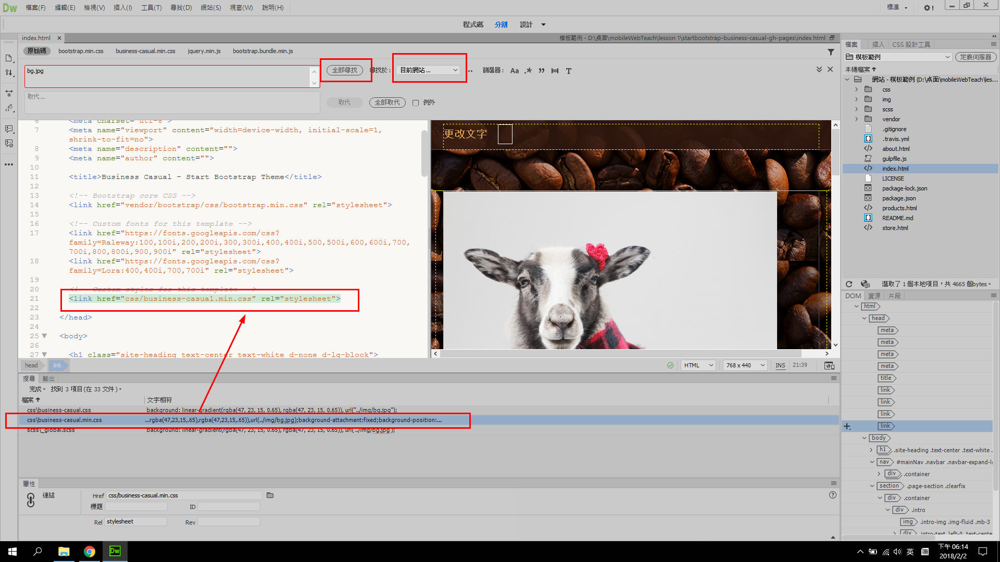 Dw 檔案(F) 編輯(E) 檢視(V) 插入(I) 工具(T) 尋找(D) 網站(S) 視窗(W) 說明(H) 標準
程式碼 分割 設計
index.html × 模板範例 - D:\桌面\mobileWebTeach\lesson 1\startbootstrap-business-casual-gh-pages\index.html
原始碼 bootstrap.min.css business-casual.min.css jquery.min.js bootstrap.bundle.min.js
bg.jpg 全部尋找 尋找於： 目前網站 ... 篩選器： Aa .* ” T
取代 ... 取代 全部取代 例外
6 <meta charset="utf-8">
7 <meta name="viewport" content="width=device-width, initial-scale=1,
shrink-to-fit=no">
8 <meta name="description" content="">
9 <meta name="author" content="">
10
11 <title>Business Casual - Start Bootstrap Theme</title>
12
13 <!-- Bootstrap core CSS -->
14 <link href="vendor/bootstrap/css/bootstrap.min.css" rel="stylesheet">
15
16 <!-- Custom fonts for this template -->
17 <link href="https://fonts.googleapis.com/css?
family=Raleway:100,100i,200,200i,300,300i,400,400i,500,500i,600,600i,700,
700i,800,800i,900,900i" rel="stylesheet">
18 <link href="https://fonts.googleapis.com/css?
family=Lora:400,400i,700,700i" rel="stylesheet">
19
20 <!-- Custom styles for this template -->
21 <link href="css/business-casual.min.css" rel="stylesheet">
22
23 </head>
24
25 <body>
26
27 <h1 class="site-heading text-center text-white d-none d-lg-block">
更改文字
head link HTML 768 x 440 INS 21:39
搜尋 輸出
完成。 找到 3 項目(在 33 文件)。
檔案 文字相符
css\business-casual.css background: linear-gradient(rgba(47, 23, 15, 0.65), rgba(47, 23, 15, 0.65)), url("../img/bg.jpg");
css\business-casual.min.css ...rgba(47,23,15,.65),rgba(47,23,15,.65)),url(../img/bg.jpg);background-attachment:fixed;background-position:...
scss\_global.scss background: linear-gradient(rgba(47, 23, 15, 0.65), rgba(47, 23, 15, 0.65)), url('../img/bg.jpg');
屬性
連結 Href css/business-casual.min.css
標題 ID
Rel stylesheet Rev
檔案 插入 CSS 設計工具
模板範例 定義伺服器
本機檔案
網站 - 模板範例 (D:\桌面\mobileWebTeach\les...
css
img
scss
vendor
.gitignore
.travis.yml
about.html
gulpfile.js
index.html
LICENSE
package-lock.json
package.json
products.html
README.md
store.html
選取了 1 個本地項目，共 4665 個bytes。
DOM 資源 片段
html
head
meta
meta
meta
meta
title
link
link
link
link
body
h1 .site-heading .text-center .text-white .
nav #mainNav .navbar .navbar-expand-l
div .container
section .page-section .clearfix
div .container
div .intro
img .intro-img .img-fluid .mb-3
div .intro-text .left-0 .text-cente
Dw 英 下午 06:14
2018/2/2